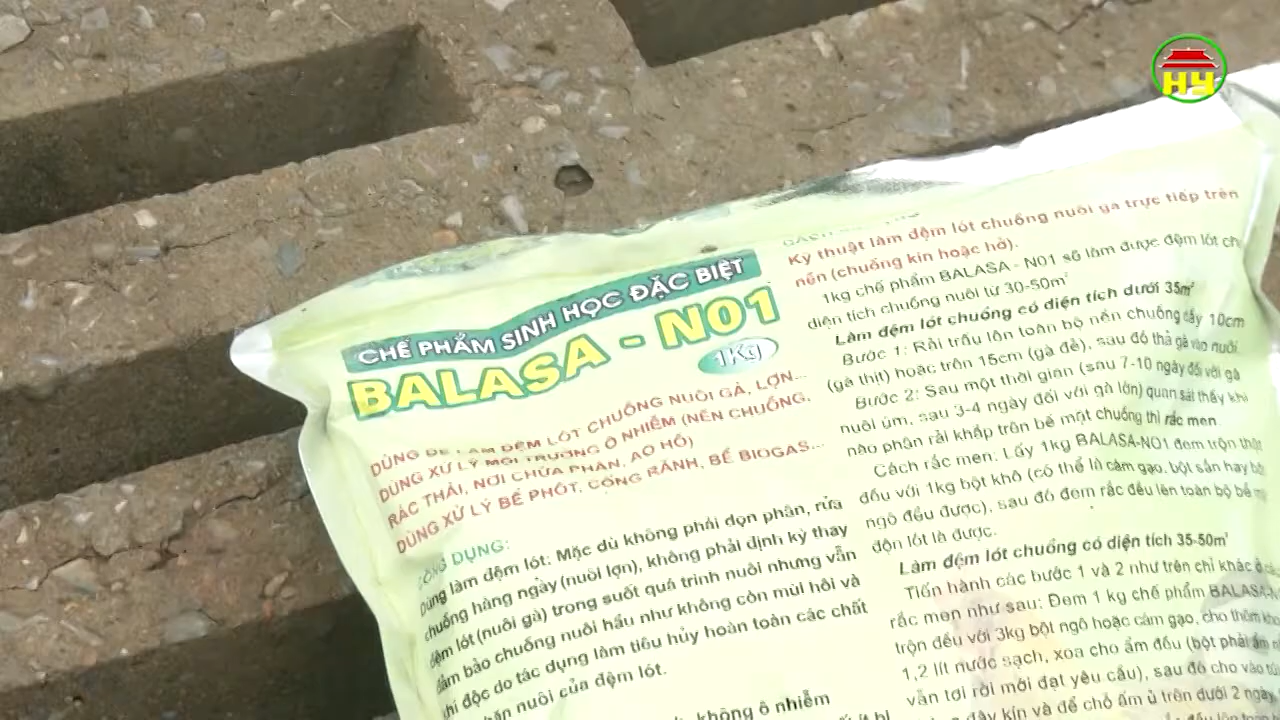 HY
CHẾ PHẨM SINH HỌC ĐẶC BIỆT
BALASA - N01
1Kg
DÙNG ĐỂ LÀM ĐỆM LÓT CHUỒNG NUÔI GÀ, LỢN...
DÙNG XỬ LÝ MÔI TRƯỜNG Ô NHIỄM (NỀN CHUỒNG,
RÁC THẢI, NƠI CHỨA PHÂN, AO HỒ)
DÙNG XỬ LÝ BỂ PHỐT, CỐNG RÃNH, BỂ BIOGAS...
CÔNG DỤNG:
Dùng làm đệm lót: Mặc dù không phải dọn phân, rửa
chuồng hàng ngày (nuôi lợn), không phải định kỳ thay
đệm lót (nuôi gà) trong suốt quá trình nuôi nhưng vẫn
đảm bảo chuồng nuôi hầu như không còn mùi hôi và
khí độc do tác dụng làm tiêu hủy hoàn toàn các chất
nuôi của đệm lót.
không ô nhiễm
Kỹ thuật làm đệm lót chuồng nuôi gà trực tiếp trên
nền (chuồng kín hoặc hở).
1kg chế phẩm BALASA - N01 sẽ làm được đệm lót
diện tích chuồng nuôi từ 30-50m²
Làm đệm lót chuồng có diện tích dưới 35m²
Bước 1: Rải trấu lên toàn bộ nền chuồng dầy 10cm
(gà thịt) hoặc trên 15cm (gà đẻ), sau đó thả gà vào nuôi.
Bước 2: Sau một thời gian (sau 7-10 ngày đối với gà
nuôi úm, sau 3-4 ngày đối với gà lớn) quan sát thấy khi
nào phân rải khắp trên bề mặt chuồng thì rắc men.
Cách rắc men: Lấy 1kg BALASA-N01 đem trộn thật
đều với 1kg bột khô (có thể là cám gạo, bột sắn hay
ngô đều được), sau đó đem rắc đều lên toàn bộ bề
độn lót là được.
Làm đệm lót chuồng có diện tích 35-50m²
Tiến hành các bước 1 và 2 như trên chỉ khác ở
rắc men như sau: Đem 1 kg chế phẩm
trộn đều với 3kg bột ngô hoặc cám gạo, cho thêm
1,2 lít nước sạch, xoa cho ẩm đều (bột phải ẩm
vẫn tơi rời mới đạt yêu cầu), sau đó cho vào
đậy kín và để chỗ ấm ủ trên dưới 2 ngày